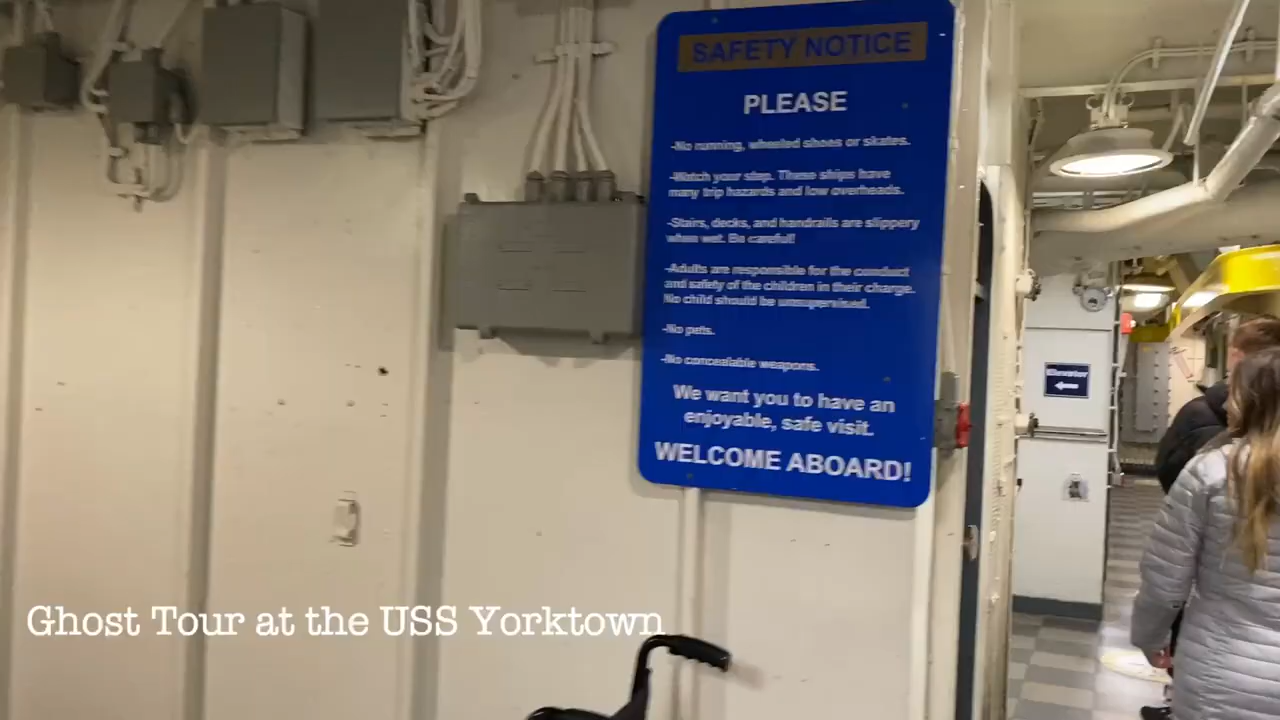 SAFETY NOTICE
PLEASE
-No running, wheeled shoes or skates.
-Watch your step. These ships have
many trip hazards and low overheads.
-Stairs, decks, and handrails are slippery
when wet. Be careful!
-Adults are responsible for the conduct
and safety of the children in their charge.
No child should be unsupervised.
-No pets.
-No concealable weapons.
We want you to have an
enjoyable, safe visit.
WELCOME ABOARD!
Elevator
Ghost Tour at the USS Yorktown